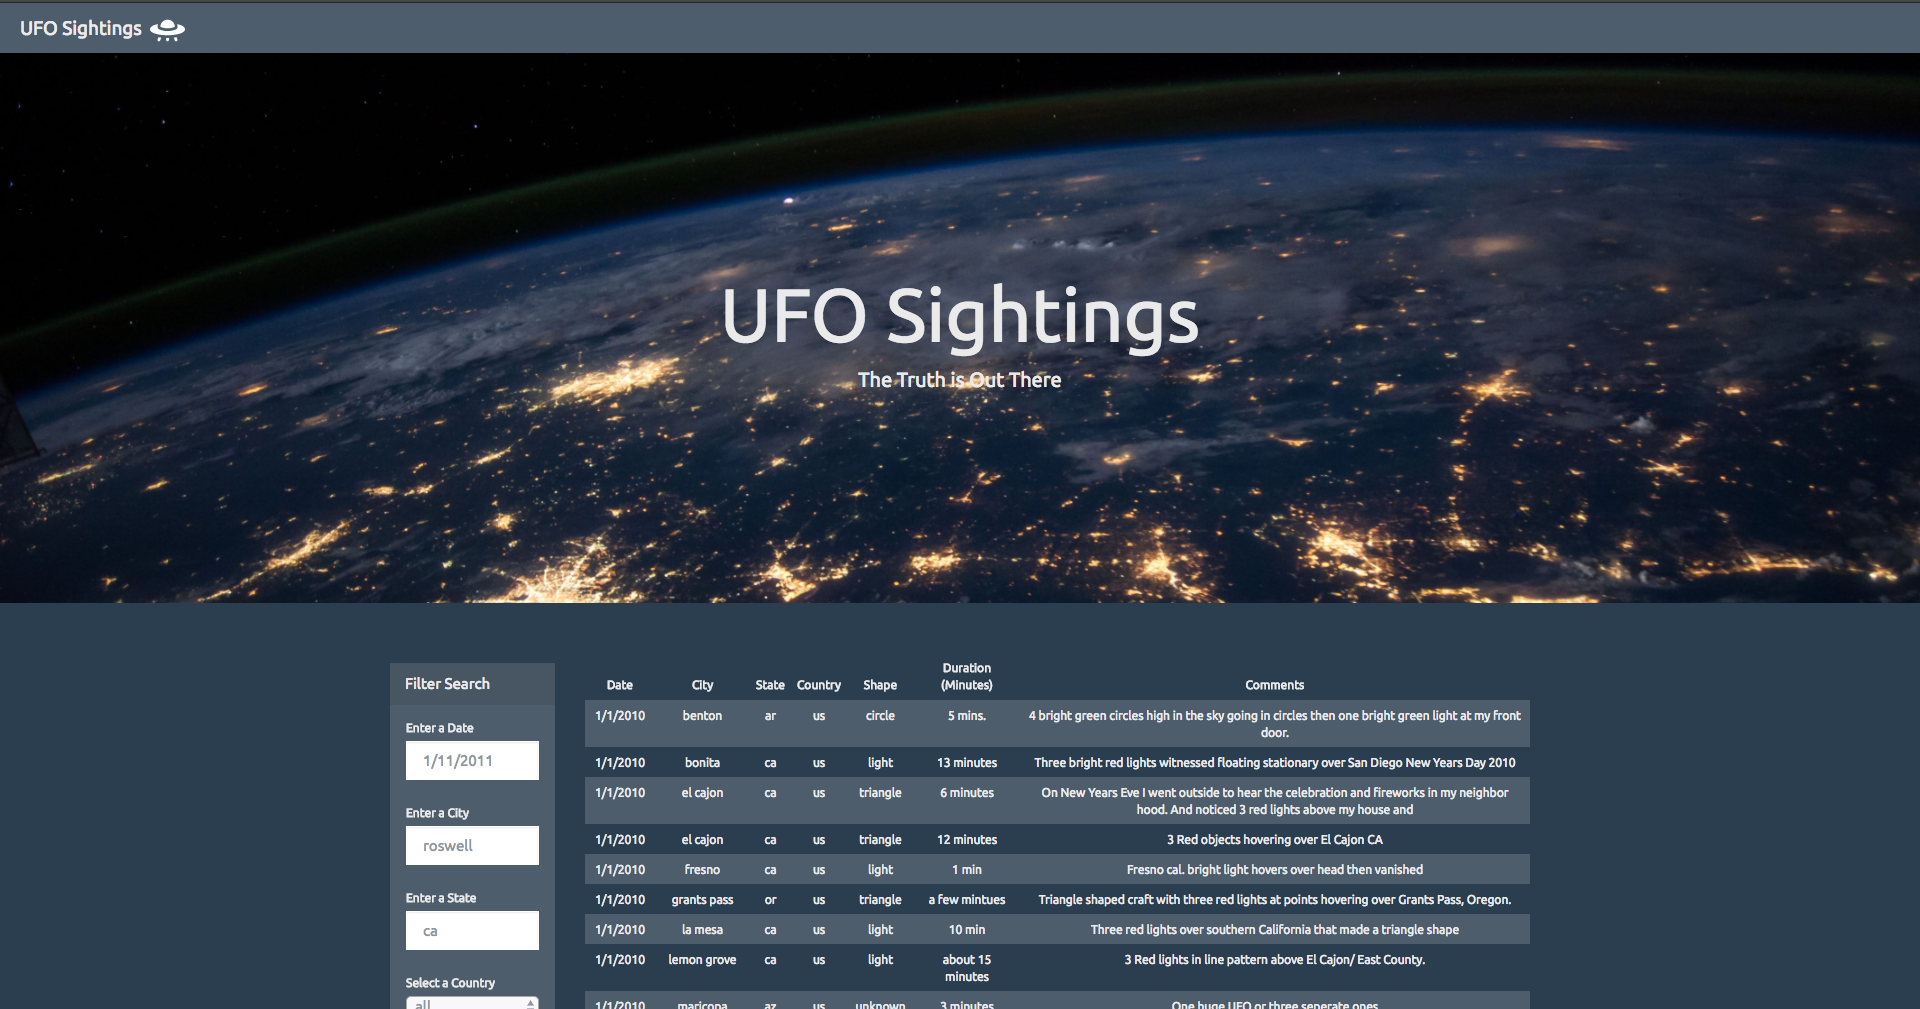 UFO Sightings
UFO Sightings
The Truth is Out There
Filter Search
Enter a Date
1/11/2011
Enter a City
roswell
Enter a State
ca
Select a Country
all
Date City State Country Shape Duration (Minutes) Comments
1/1/2010 benton ar us circle 5 mins. 4 bright green circles high in the sky going in circles then one bright green light at my front
door.
1/1/2010 bonita ca us light 13 minutes Three bright red lights witnessed floating stationary over San Diego New Years Day 2010
1/1/2010 el cajon ca us triangle 6 minutes On New Years Eve I went outside to hear the celebration and fireworks in my neighbor
hood. And noticed 3 red lights above my house and
1/1/2010 el cajon ca us triangle 12 minutes 3 Red objects hovering over El Cajon CA
1/1/2010 fresno ca us light 1 min Fresno cal. bright light hovers over head then vanished
1/1/2010 grants pass or us triangle a few mintues Triangle shaped craft with three red lights at points hovering over Grants Pass, Oregon.
1/1/2010 la mesa ca us light 10 min Three red lights over southern California that made a triangle shape
1/1/2010 lemon grove ca us light about 15 minutes 3 Red lights in line pattern above El Cajon/ East County.
1/1/2010 maricopa az us unknown 3 minutes One huge UFO or three seperate ones